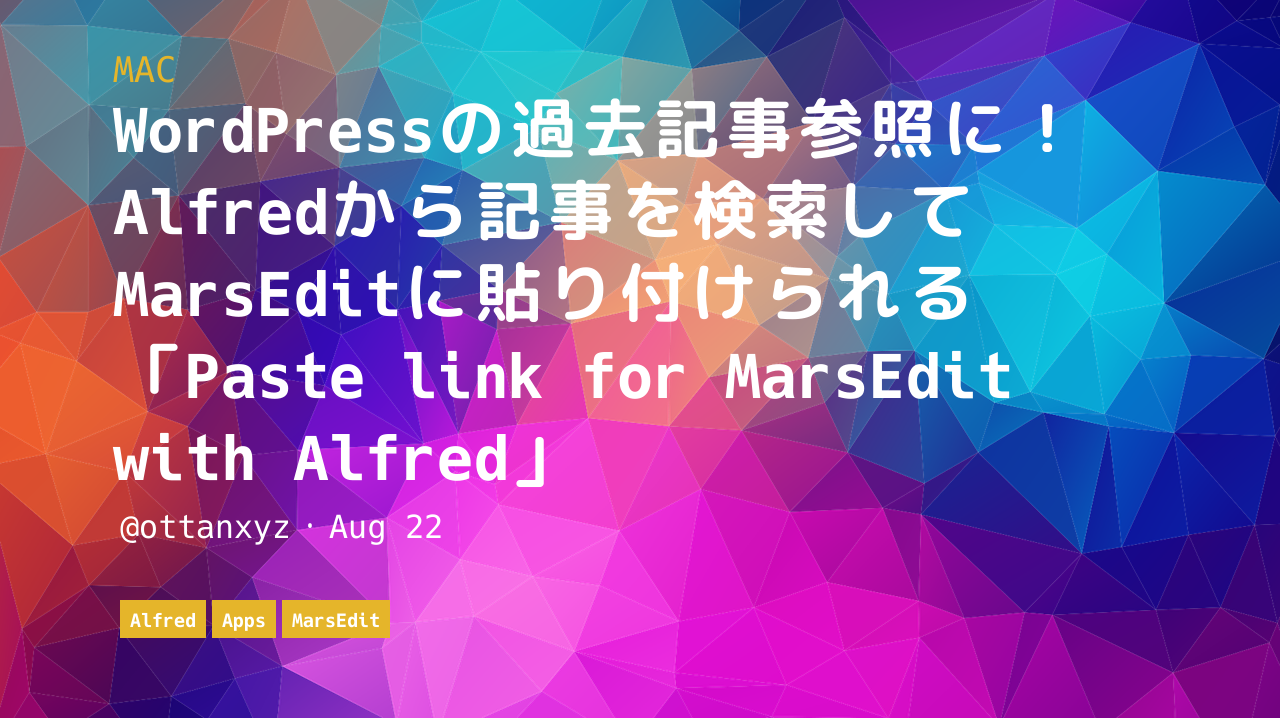 MAC
WordPressの過去記事参照に！
Alfredから記事を検索して
MarsEditに貼り付けられる
「Paste link for MarsEdit
with Alfred」
@ottanxyz · Aug 22
Alfred Apps MarsEdit